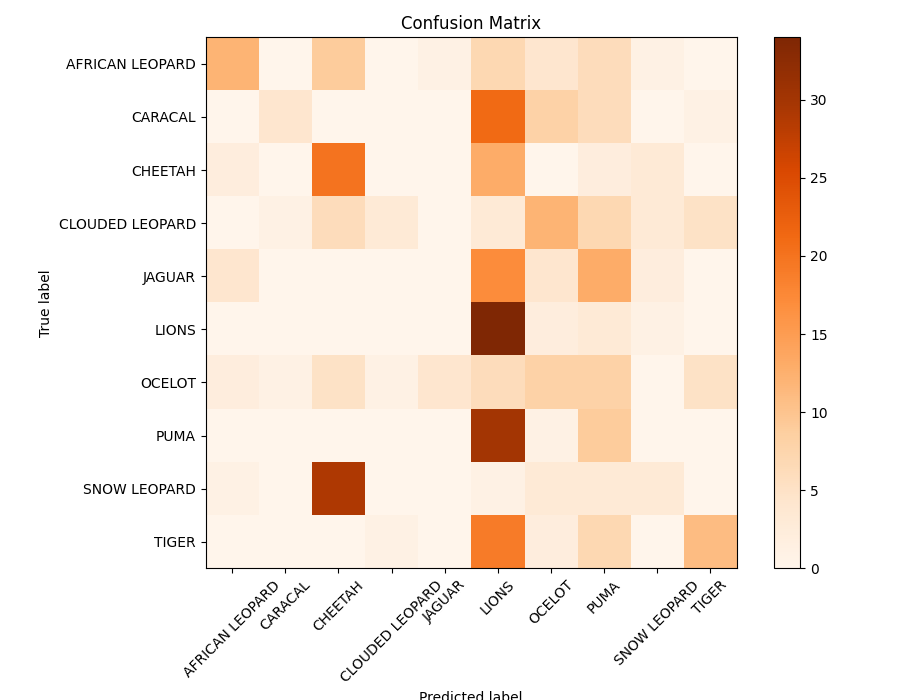 Confusion Matrix
AFRICAN LEOPARD
CARACAL
CHEETAH
CLOUDED LEOPARD
JAGUAR
LIONS
OCELOT
PUMA
SNOW LEOPARD
TIGER
True label
AFRICAN LEOPARD
CARACAL
CHEETAH
CLOUDED LEOPARD
JAGUAR
LIONS
OCELOT
PUMA
SNOW LEOPARD
TIGER
Predicted label
30
25
20
15
10
5
0